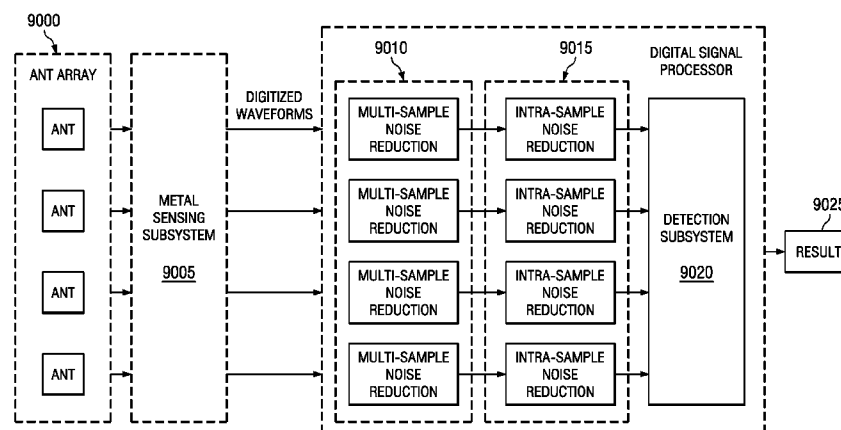 9000
ANT ARRAY
ANT
ANT
ANT
ANT
METAL
SENSING
SUBSYSTEM
9005
DIGITIZED
WAVEFORMS
9010
MULTI-SAMPLE
NOISE
REDUCTION
MULTI-SAMPLE
NOISE
REDUCTION
MULTI-SAMPLE
NOISE
REDUCTION
MULTI-SAMPLE
NOISE
REDUCTION
9015
INTRA-SAMPLE
NOISE
REDUCTION
INTRA-SAMPLE
NOISE
REDUCTION
INTRA-SAMPLE
NOISE
REDUCTION
INTRA-SAMPLE
NOISE
REDUCTION
DIGITAL SIGNAL
PROCESSOR
DETECTION
SUBSYSTEM
9020
9025
RESULT